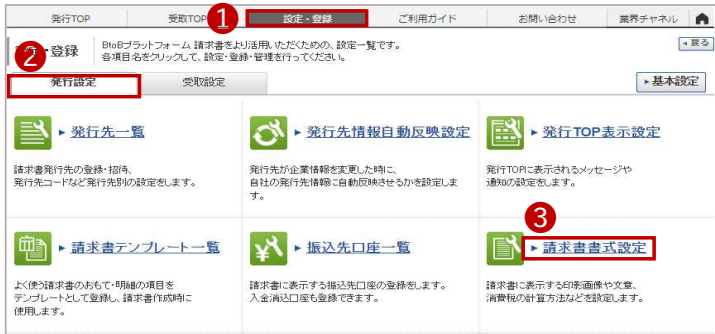 発行TOP 受取TOP 1 設定・登録 ご利用ガイド お問い合わせ 業界チャネル
2 ・登録 BtoBプラットフォーム 請求書をより活用いただくための、設定一覧です。
各項目名をクリックして、設定・登録・管理を行ってください。
戻る
発行設定 受取設定 基本設定
発行先一覧
請求書発行先の登録・招待、
発行先コードなど発行先別の設定をします。
発行先情報自動反映設定
発行先が企業情報を変更した時に、
自社の発行先情報に自動反映させるかを設定しま
す。
発行TOP表示設定
発行TOPに表示されるメッセージや
通知の設定をします。
3
請求書テンプレート一覧
よく使う請求書のおもて・明細の項目を
テンプレートとして登録し、請求書作成時に
使用します。
振込先口座一覧
請求書に表示する振込先口座の登録をします。
入金消込口座も登録できます。
請求書書式設定
請求書に表示する印影画像や文章、
消費税の計算方法などを設定します。